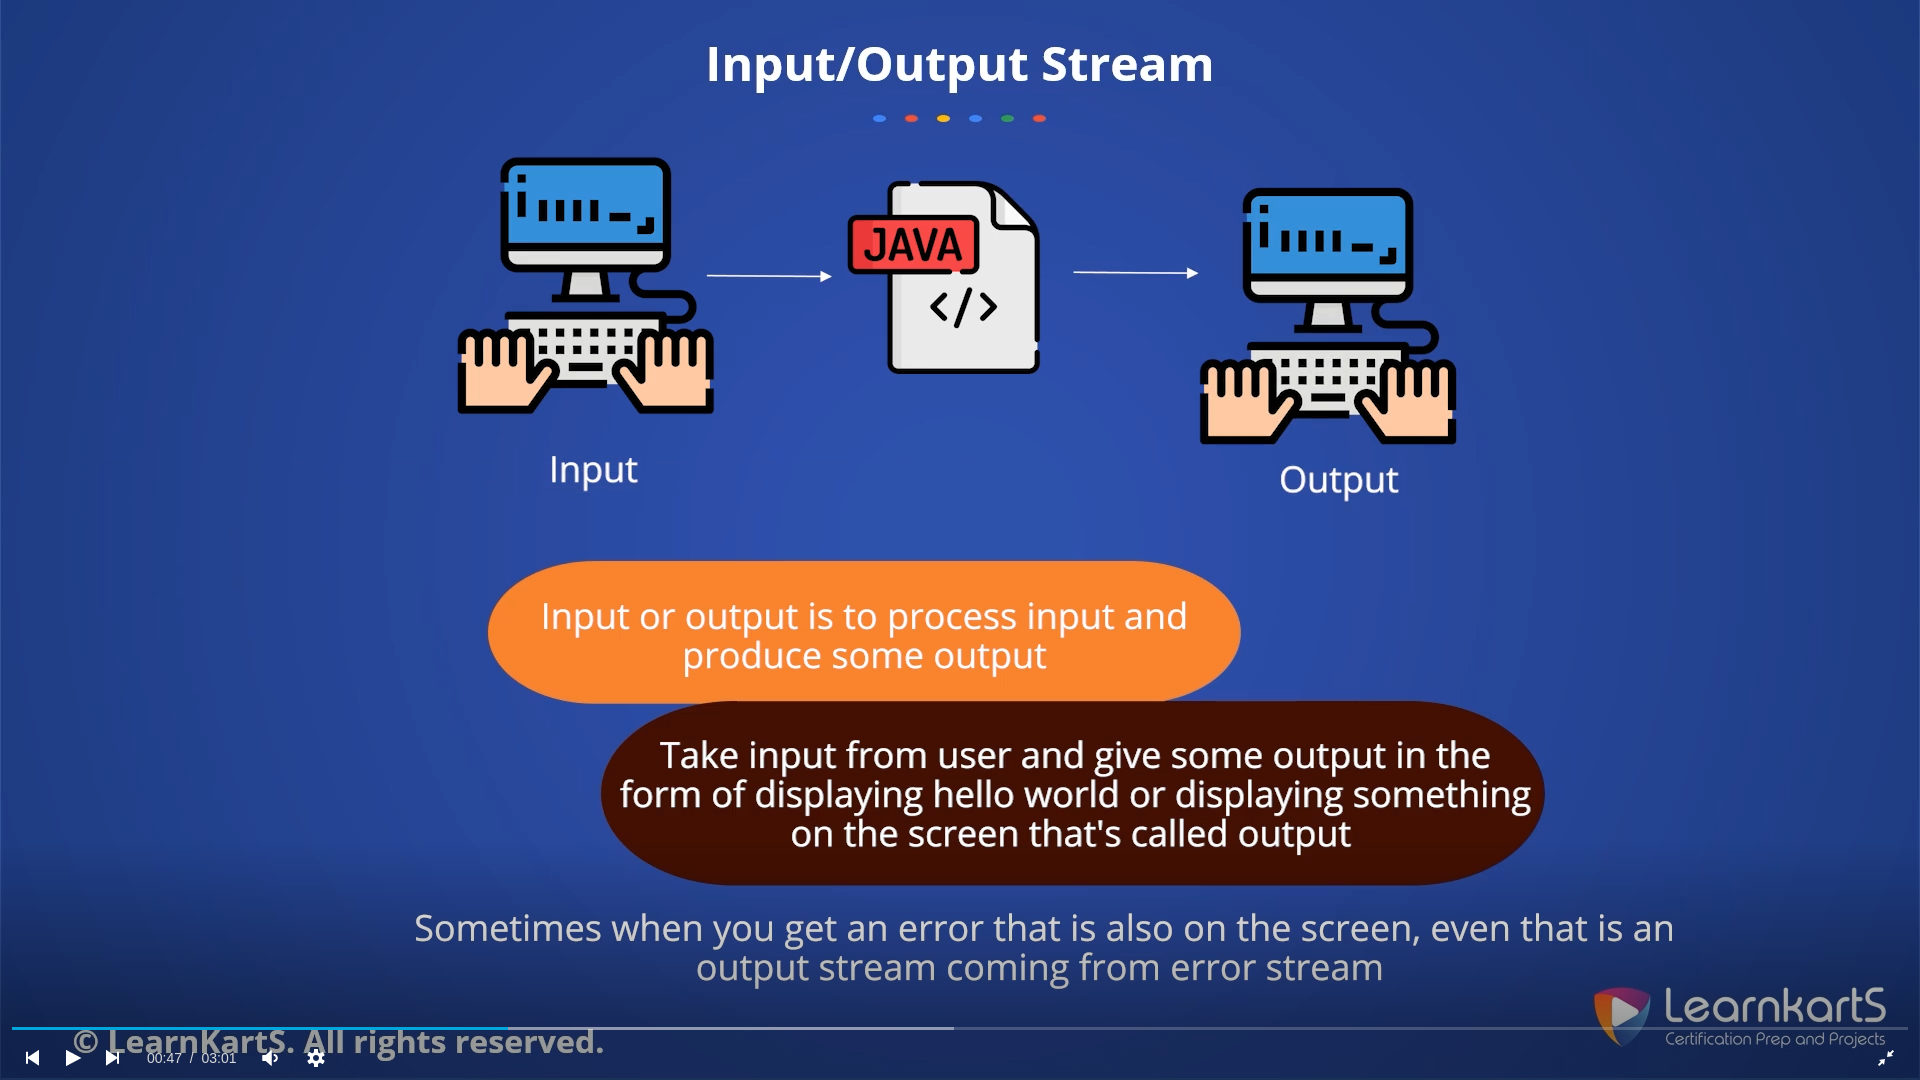 Input/Output Stream
JAVA
</>
Input
Output
Input or output is to process input and
produce some output
Take input from user and give some output in the
form of displaying hello world or displaying something
on the screen that's called output
Sometimes when you get an error that is also on the screen, even that is an
output stream coming from error stream
LearnkartS
Certification Prep and Projects
© LearnKartS. All rights reserved.
00:47 / 03:01